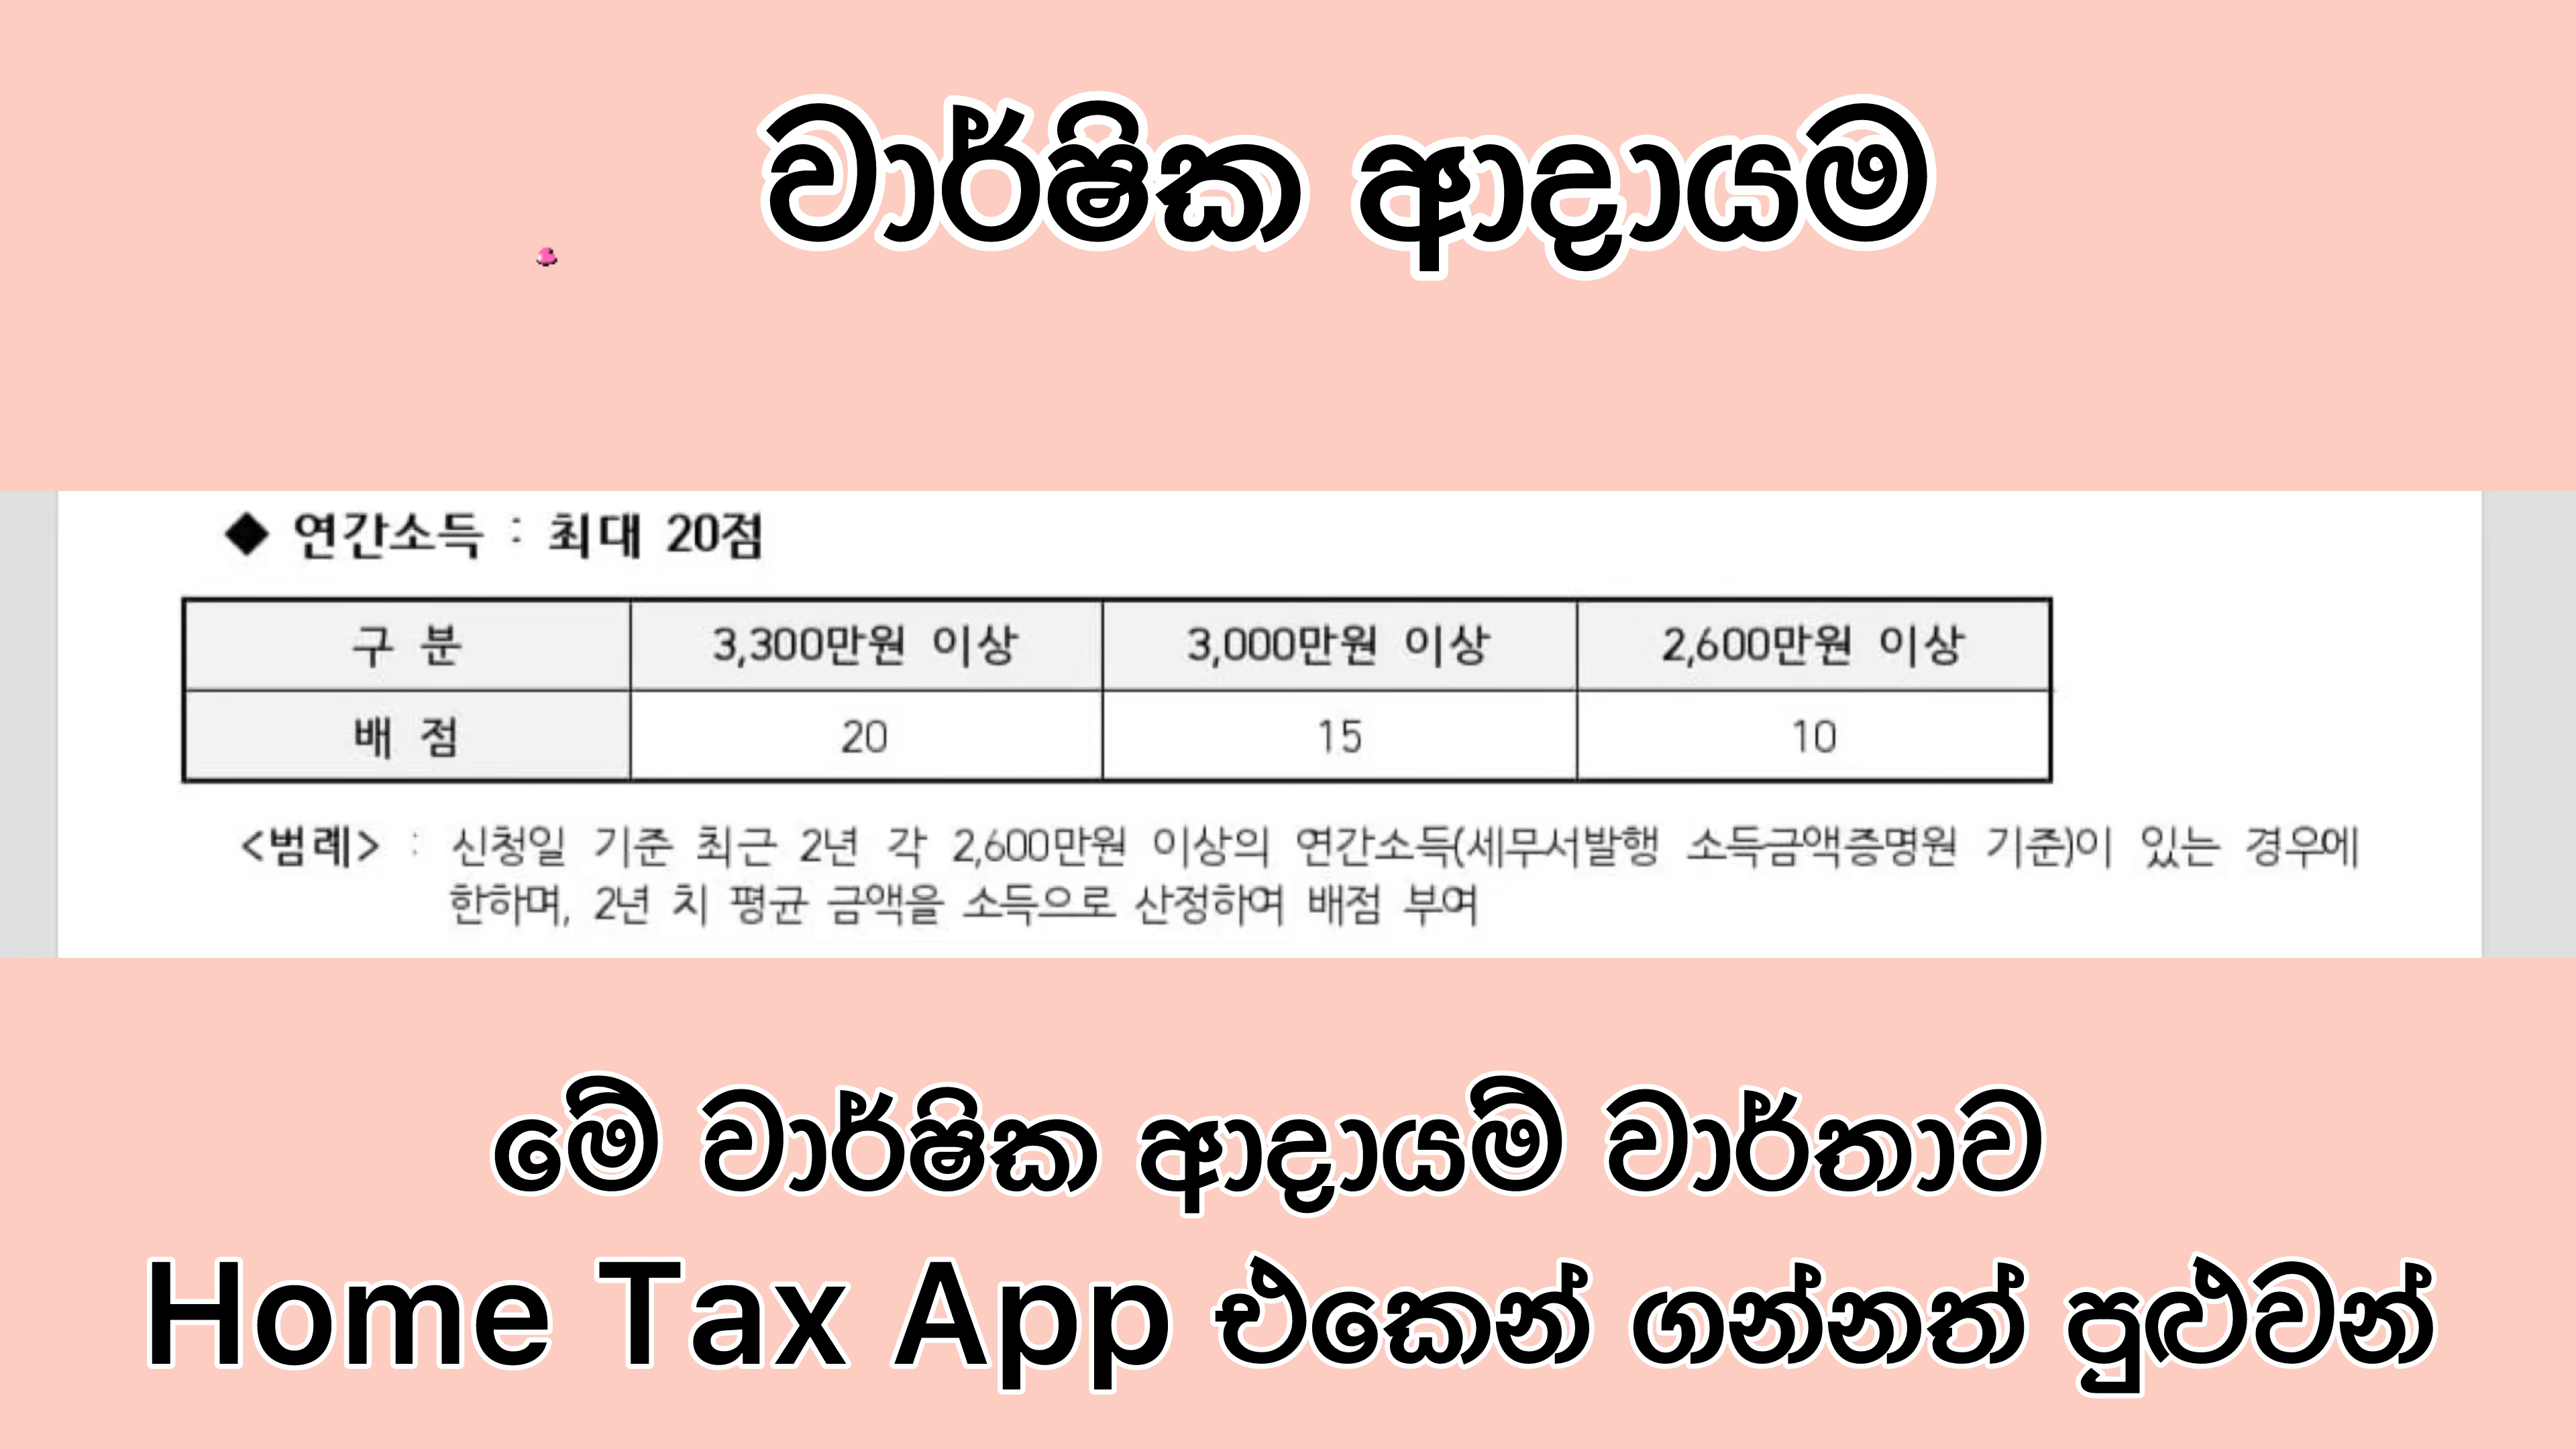 වාර්ෂික ආදායම
◆ 연간소득 : 최대 20점
구 분 3,300만원 이상 3,000만원 이상 2,600만원 이상
배 점 20 15 10
<범례> : 신청일 기준 최근 2년 각 2,600만원 이상의 연간소득(세무서발행 소득금액증명원 기준)이 있는 경우에
한하며, 2년 치 평균 금액을 소득으로 산정하여 배점 부여
මේ වාර්ෂික ආදායම් වාර්තාව
Home Tax App එකෙන් ගන්නත් පුළුවන්